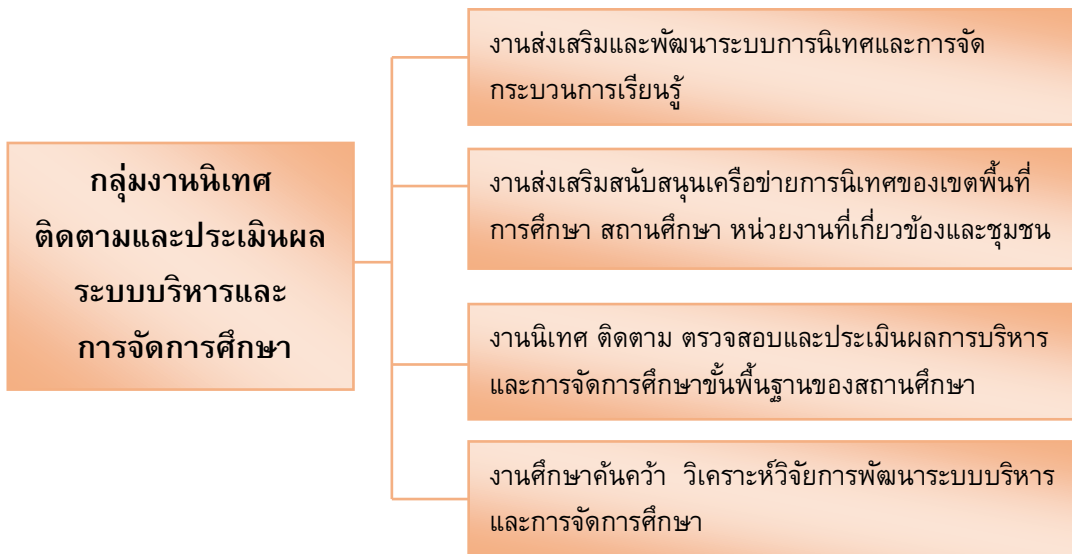 กลุ่มงานนิเทศ
ติดตามและประเมินผล
ระบบบริหารและ
การจัดการศึกษา
งานส่งเสริมและพัฒนาระบบการนิเทศและการจัด
กระบวนการเรียนรู้
งานส่งเสริมสนับสนุนเครือข่ายการนิเทศของเขตพื้นที่
การศึกษา สถานศึกษา หน่วยงานที่เกี่ยวข้องและชุมชน
งานนิเทศ ติดตาม ตรวจสอบและประเมินผลการบริหาร
และการจัดการศึกษาขั้นพื้นฐานของสถานศึกษา
งานศึกษาค้นคว้า วิเคราะห์วิจัยการพัฒนาระบบบริหาร
และการจัดการศึกษา